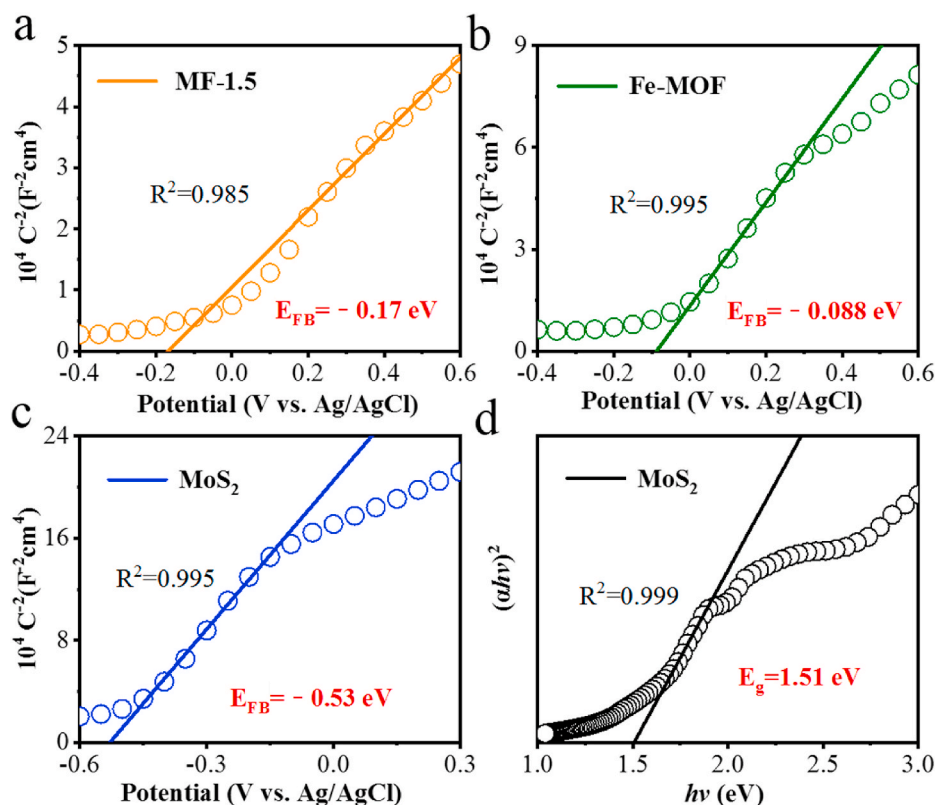 a
5
4
3
2
1
0
10⁴ C⁻²(F⁻²cm⁴)
MF-1.5
R²=0.985
E_FB= − 0.17 eV
-0.4 -0.2 0.0 0.2 0.4 0.6
Potential (V vs. Ag/AgCl)
b
9
6
3
0
10⁴ C⁻²(F⁻²cm⁴)
Fe-MOF
R²=0.995
E_FB= − 0.088 eV
-0.4 -0.2 0.0 0.2 0.4 0.6
Potential (V vs. Ag/AgCl)
c
24
16
8
0
10⁴ C⁻²(F⁻²cm⁴)
MoS₂
R²=0.995
E_FB= − 0.53 eV
-0.6 -0.3 0.0 0.3
Potential (V vs. Ag/AgCl)
d
(αhν)²
MoS₂
R²=0.999
E_g=1.51 eV
1.0 1.5 2.0 2.5 3.0
hν (eV)